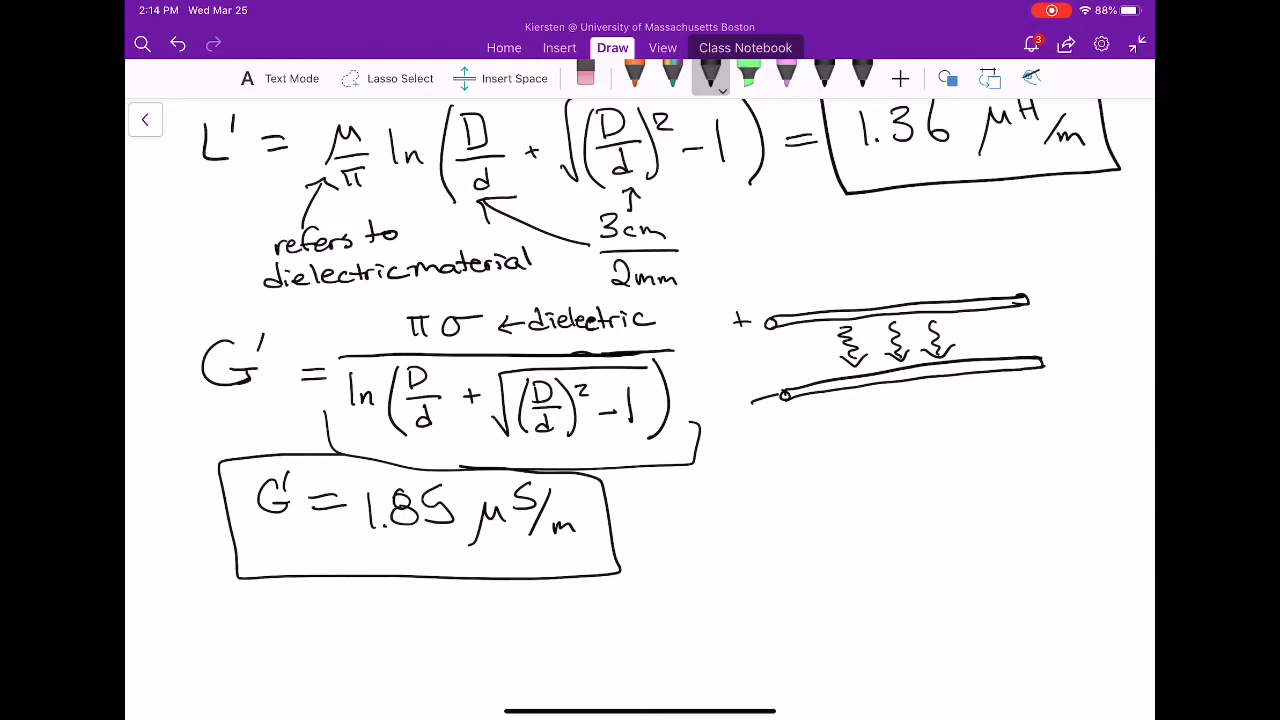 2:14 PM Wed Mar 25
88%
Kiersten @ University of Massachusetts Boston
Home Insert Draw View Class Notebook
3
A Text Mode Lasso Select Insert Space
L' = μ/π ln(D/d + √((D/d)² - 1)) = 1.36 μH/m
refers to
dielectric material
3cm
2mm
πσ ← dielectric
G' = 
ln(D/d + √((D/d)² - 1))
+
-
G' = 1.85 μS/m